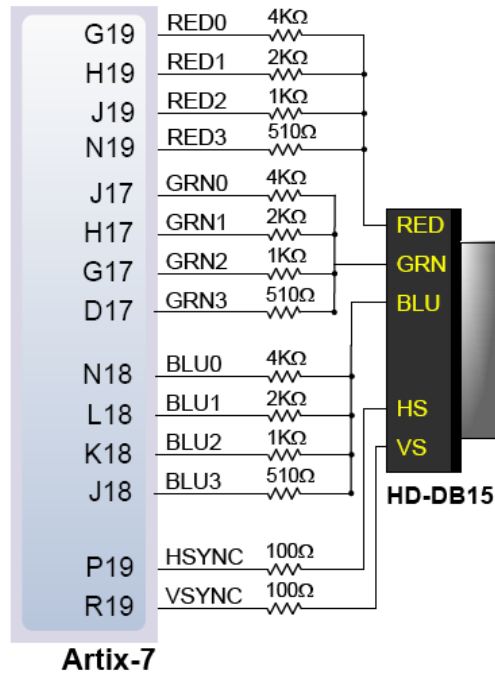 G19 RED0 4KΩ
H19 RED1 2KΩ
J19 RED2 1KΩ
N19 RED3 510Ω
J17 GRN0 4KΩ
H17 GRN1 2KΩ
G17 GRN2 1KΩ
D17 GRN3 510Ω
N18 BLU0 4KΩ
L18 BLU1 2KΩ
K18 BLU2 1KΩ
J18 BLU3 510Ω
P19 HSYNC 100Ω
R19 VSYNC 100Ω
Artix-7
RED
GRN
BLU
HS
VS
HD-DB15